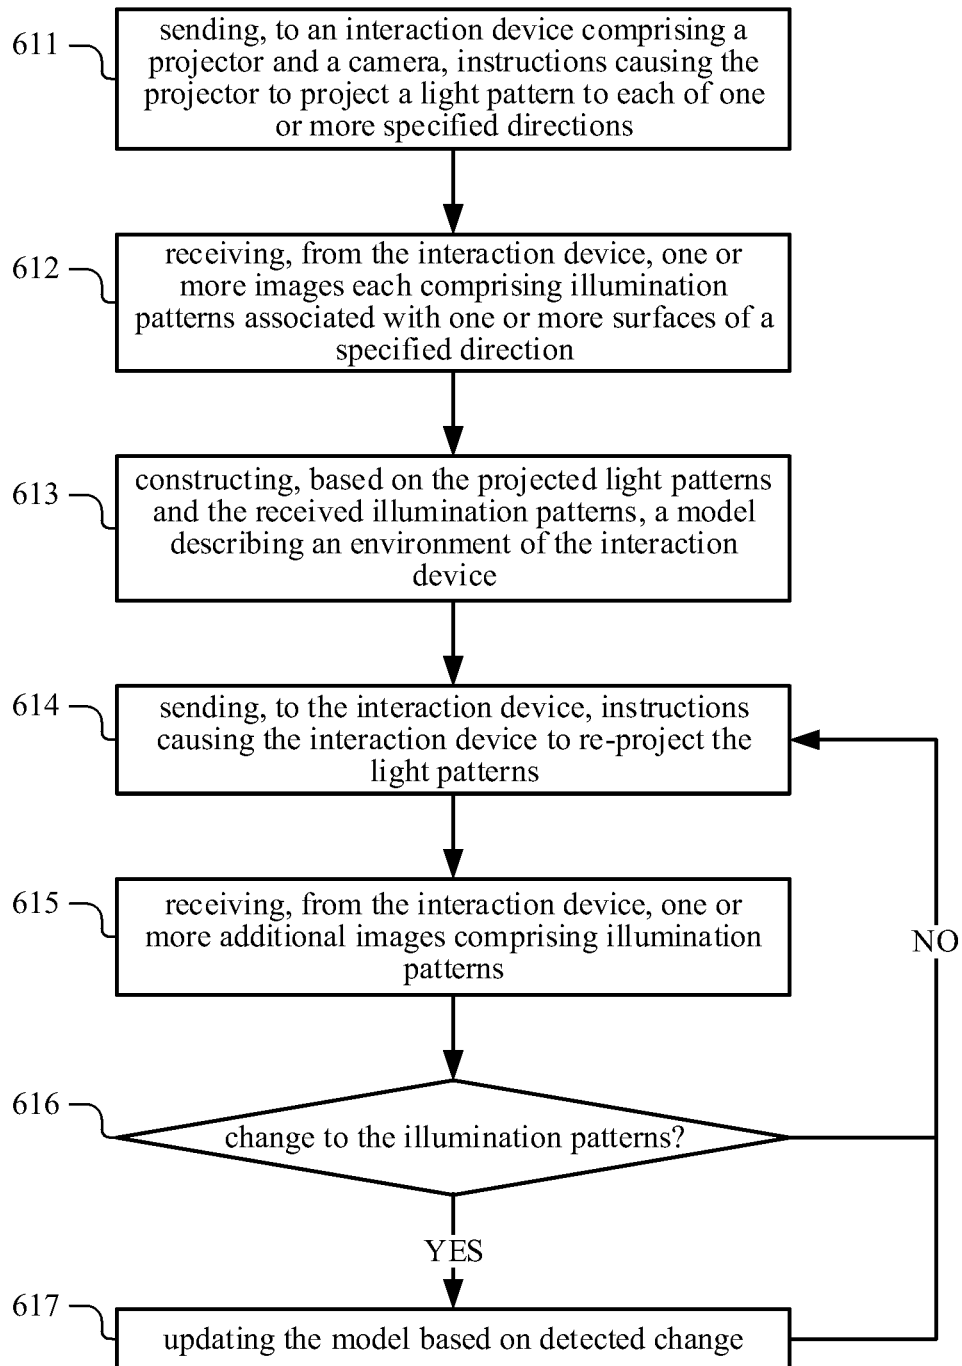 611
sending, to an interaction device comprising a
projector and a camera, instructions causing the
projector to project a light pattern to each of one
or more specified directions
612
receiving, from the interaction device, one or
more images each comprising illumination
patterns associated with one or more surfaces of a
specified direction
613
constructing, based on the projected light patterns
and the received illumination patterns, a model
describing an environment of the interaction
device
614
sending, to the interaction device, instructions
causing the interaction device to re-project the
light patterns
615
receiving, from the interaction device, one or
more additional images comprising illumination
patterns
NO
616
change to the illumination patterns?
YES
617
updating the model based on detected change